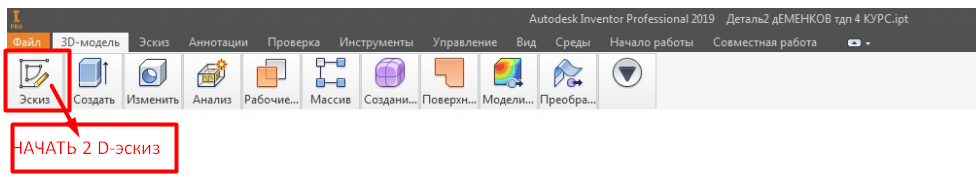 PRO
Autodesk Inventor Professional 2019 Деталь2 дЕМЕНКОВ тдп 4 КУРС.ipt
Файл 3D-модель Эскиз Аннотации Проверка Инструменты Управление Вид Среды Начало работы Совместная работа
Эскиз Создать Изменить Анализ Рабочие... Массив Создани... Поверхн... Модели... Преобра...
НАЧАТЬ 2 D-эскиз